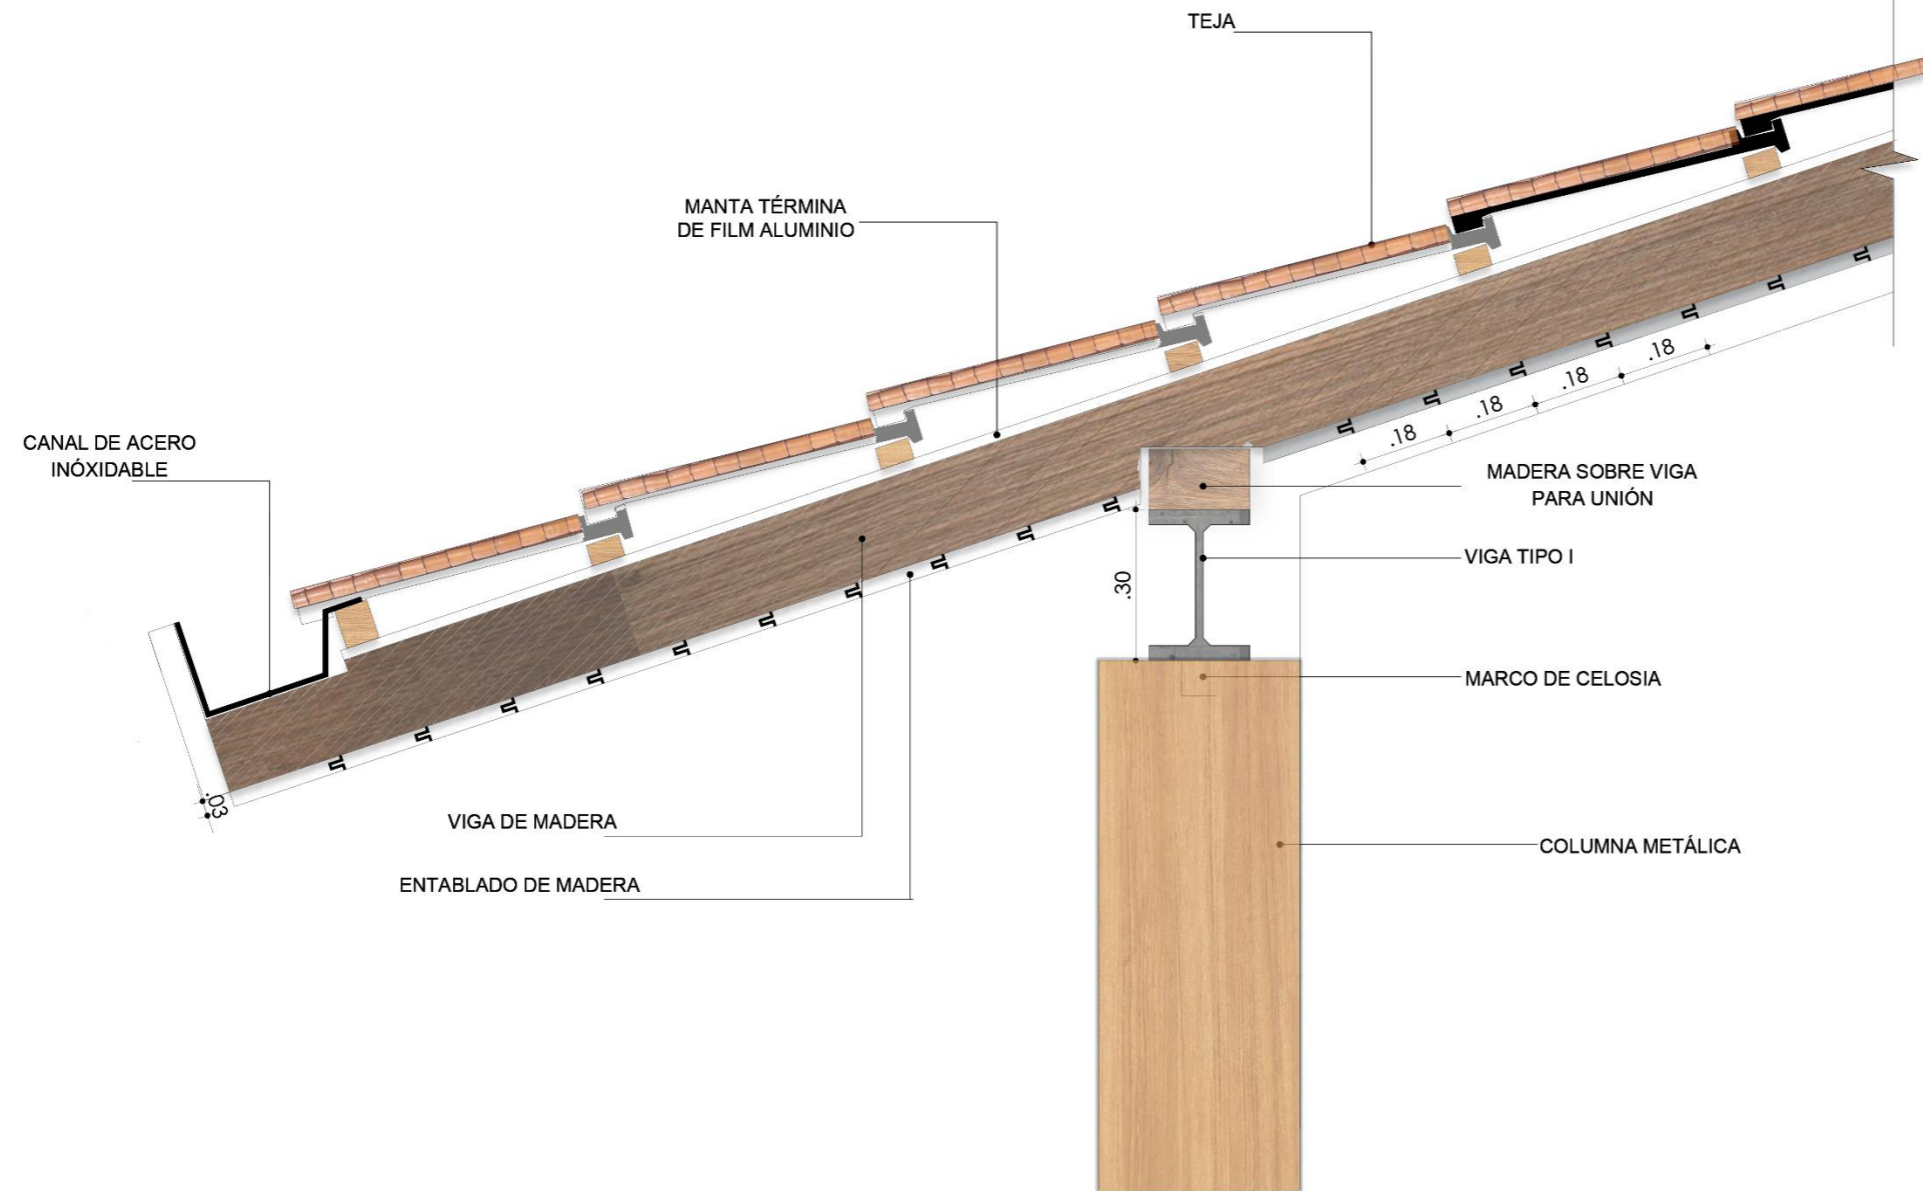 TEJA
MANTA TÉRMINA
DE FILM ALUMINIO
CANAL DE ACERO
INÓXIDABLE
.18
.18
.18
.18
MADERA SOBRE VIGA
PARA UNIÓN
VIGA TIPO I
.30
MARCO DE CELOSIA
.03
VIGA DE MADERA
COLUMNA METÁLICA
ENTABLADO DE MADERA